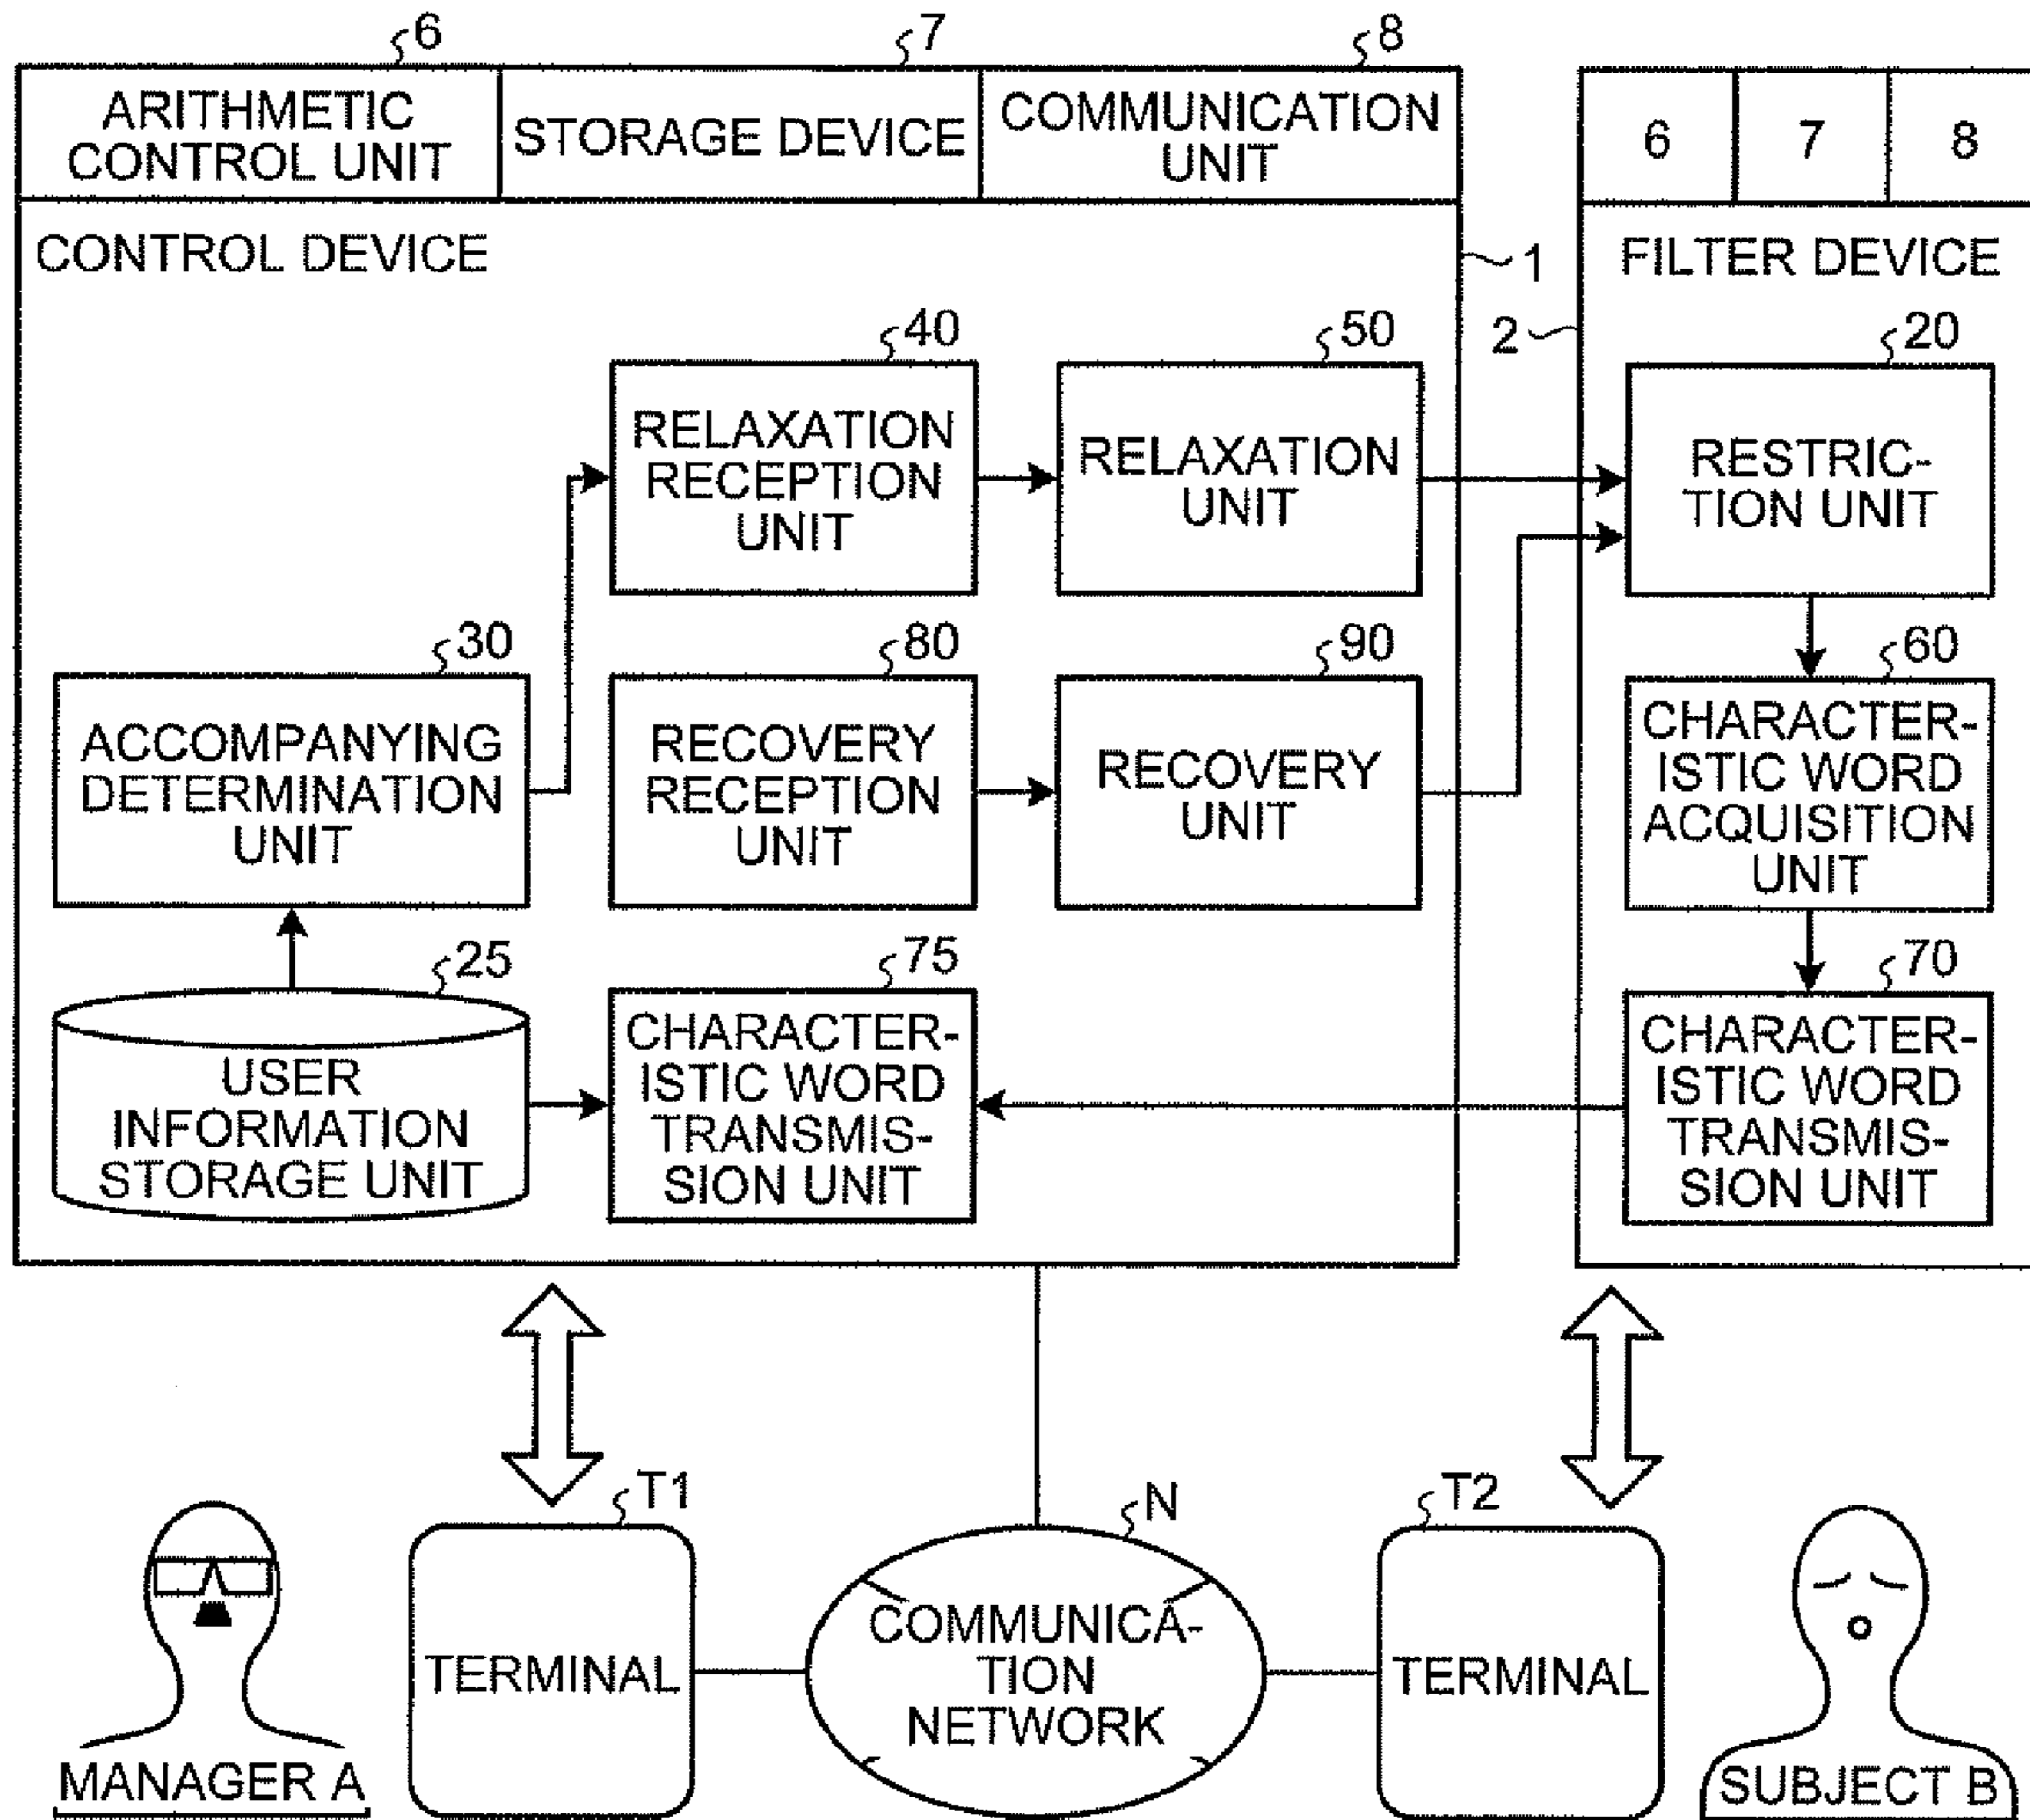 6
7
8
ARITHMETIC
CONTROL UNIT
STORAGE DEVICE
COMMUNICATION
UNIT
6
7
8
CONTROL DEVICE
1
FILTER DEVICE
2
40
RELAXATION
RECEPTION
UNIT
50
RELAXATION
UNIT
20
RESTRIC-
TION UNIT
30
ACCOMPANYING
DETERMINATION
UNIT
80
RECOVERY
RECEPTION
UNIT
90
RECOVERY
UNIT
60
CHARACTER-
ISTIC WORD
ACQUISITION
UNIT
25
USER
INFORMATION
STORAGE UNIT
75
CHARACTER-
ISTIC WORD
TRANSMIS-
SION UNIT
70
CHARACTER-
ISTIC WORD
TRANSMIS-
SION UNIT
MANAGER A
T1
TERMINAL
N
COMMUNICA-
TION
NETWORK
T2
TERMINAL
SUBJECT B